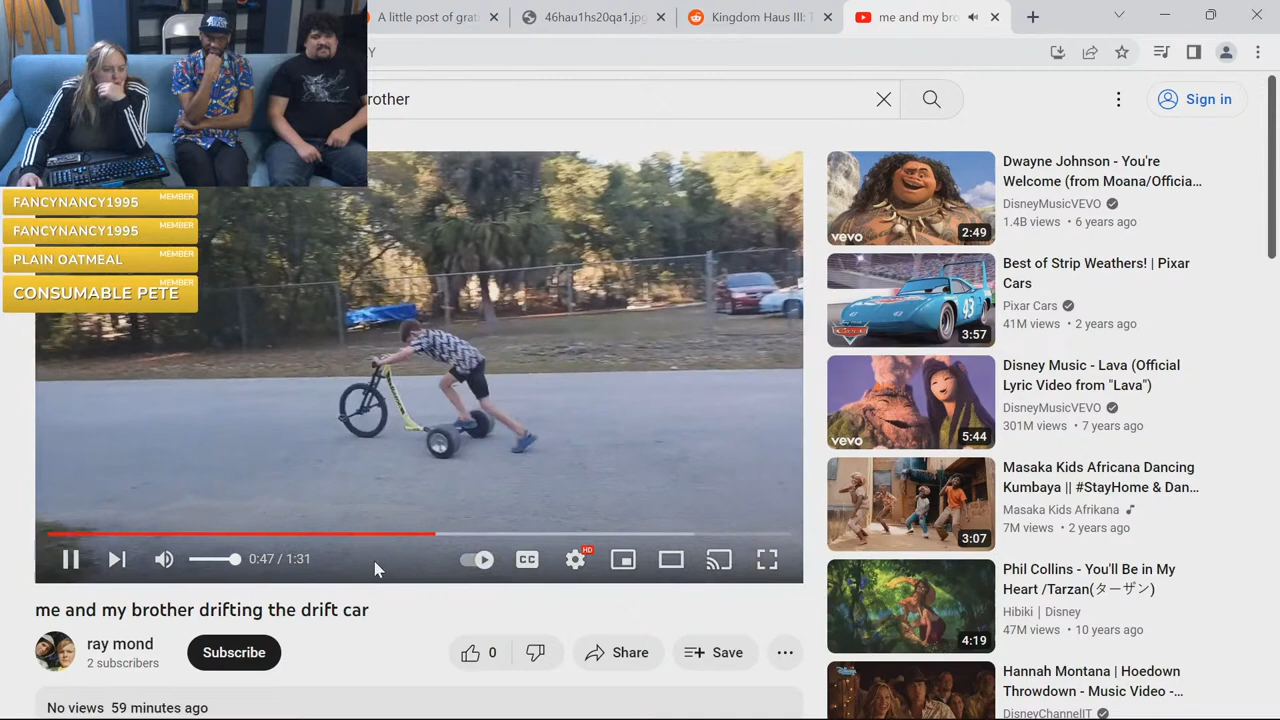 A little post of grati
46hau1hs20qa1.jpg
Kingdom Haus III: T
me and my bro
rother
Sign in
FANCYNANCY1995
MEMBER
FANCYNANCY1995
MEMBER
PLAIN OATMEAL
MEMBER
CONSUMABLE PETE
MEMBER
0:47 / 1:31
CC
HD
me and my brother drifting the drift car
ray mond
2 subscribers
Subscribe
0
Share
Save
No views 59 minutes ago
vevo
2:49
Dwayne Johnson - You're
Welcome (from Moana/Officia...
DisneyMusicVEVO
1.4B views • 6 years ago
43
3:57
Best of Strip Weathers! | Pixar
Cars
Pixar Cars
41M views • 2 years ago
vevo
5:44
Disney Music - Lava (Official
Lyric Video from "Lava")
DisneyMusicVEVO
301M views • 7 years ago
3:07
Masaka Kids Africana Dancing
Kumbaya || #StayHome & Dan...
Masaka Kids Afrikana
7M views • 2 years ago
4:19
Phil Collins - You'll Be in My
Heart /Tarzan(ターザン)
Hibiki | Disney
47M views • 10 years ago
Hannah Montana | Hoedown
Throwdown - Music Video -...
DisneyChannelIT